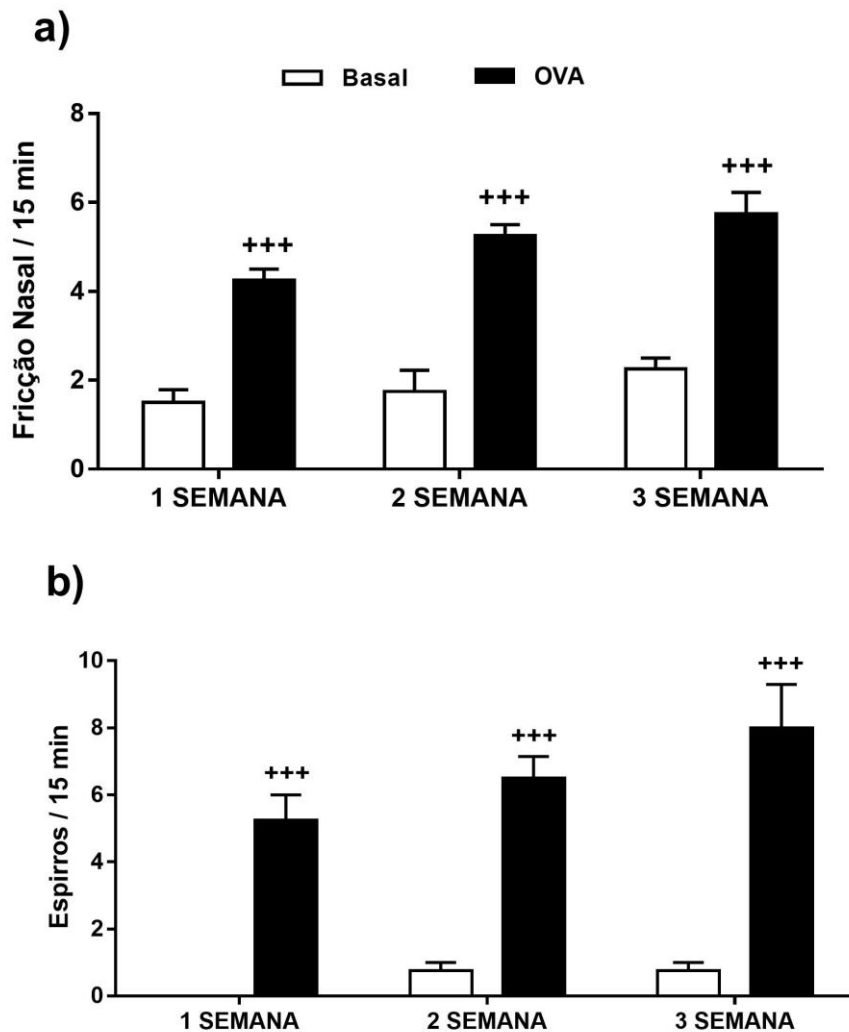 a)
Basal OVA
Fricção Nasal / 15 min
8
6
4
2
0
+++
+++
+++
1 SEMANA 2 SEMANA 3 SEMANA
b)
Espirros / 15 min
10
8
6
4
2
0
+++
+++
+++
1 SEMANA 2 SEMANA 3 SEMANA